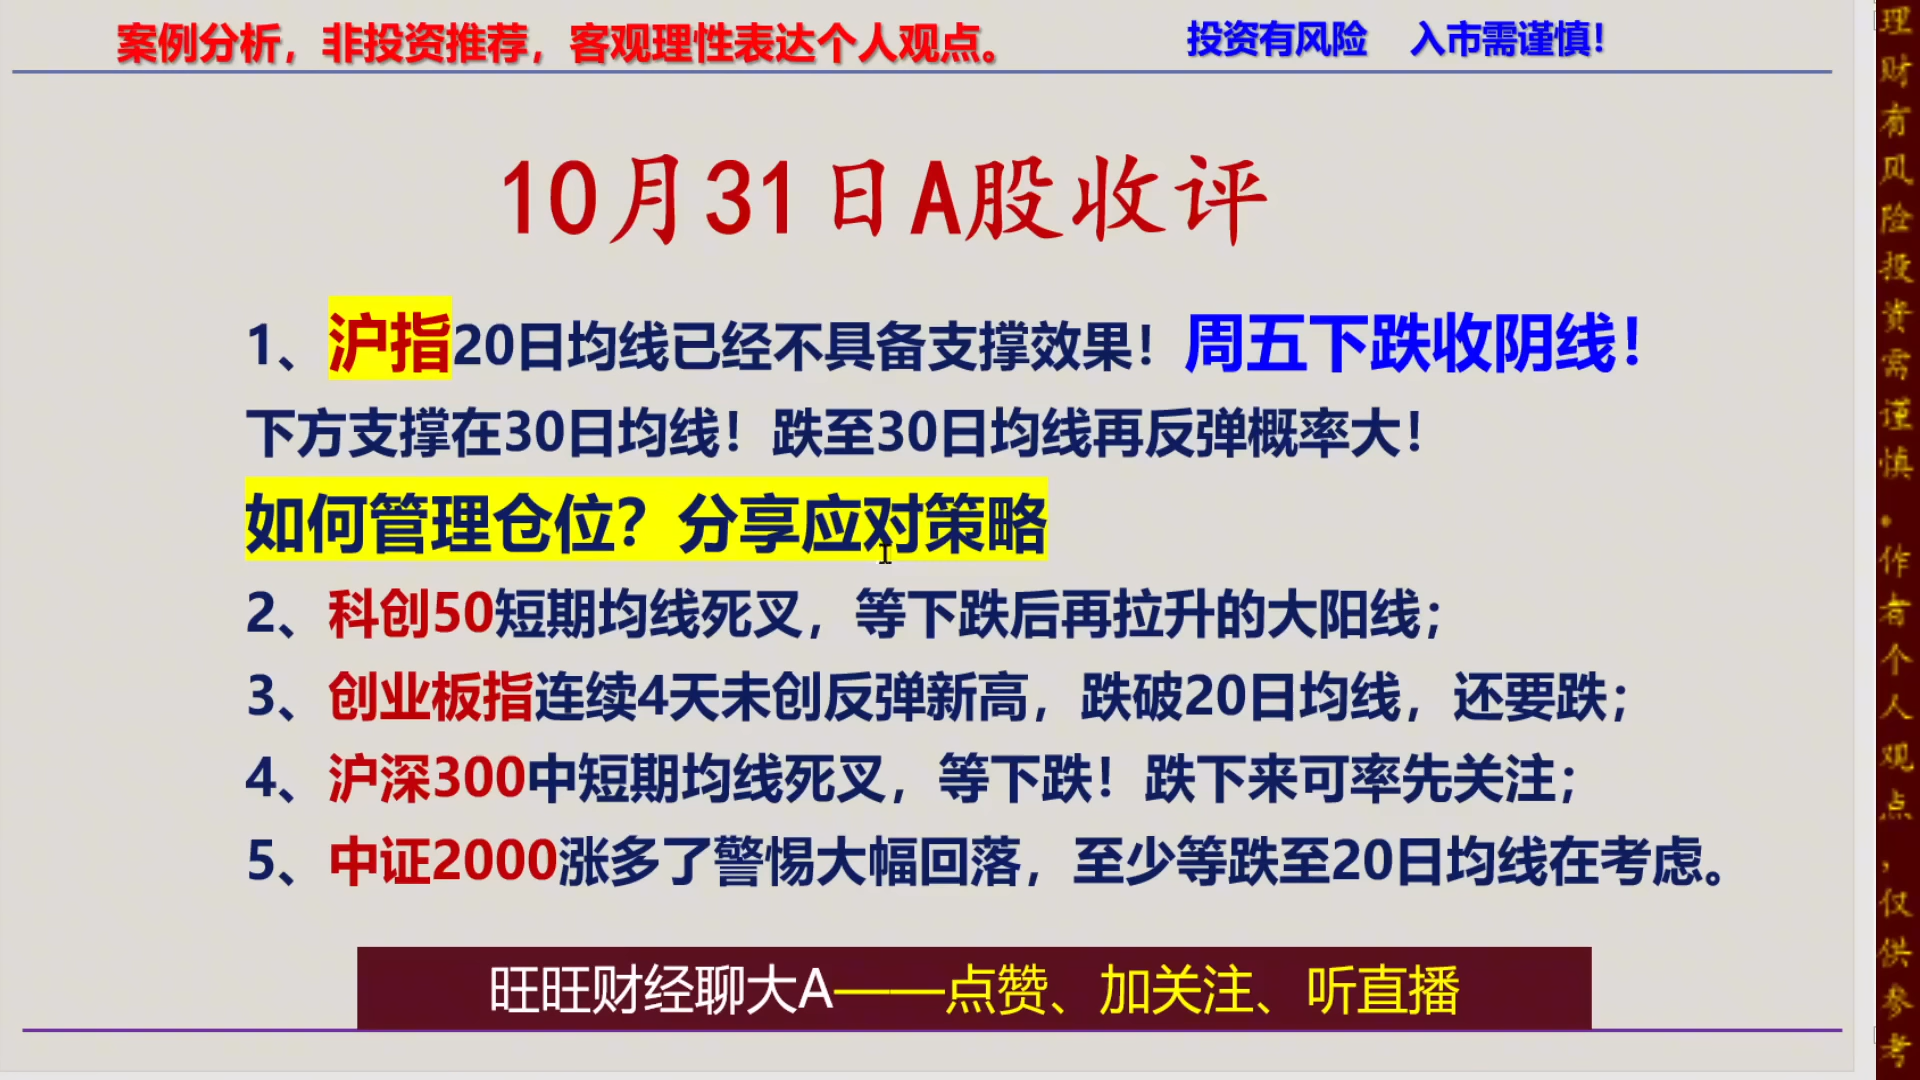 案例分析，非投资推荐，客观理性表达个人观点。
投资有风险 入市需谨慎！
10月31日A股收评
1、沪指20日均线已经不具备支撑效果！周五下跌收阴线！
下方支撑在30日均线！跌至30日均线再反弹概率大！
如何管理仓位？分享应对策略
2、科创50短期均线死叉，等下跌后再拉升的大阳线；
3、创业板指连续4天未创反弹新高，跌破20日均线，还要跌；
4、沪深300中短期均线死叉，等下跌！跌下来可率先关注；
5、中证2000涨多了警惕大幅回落，至少等跌至20日均线在考虑。
旺旺财经聊大A——点赞、加关注、听直播
理财有风险投资需谨慎。作者个人观点，仅供参考